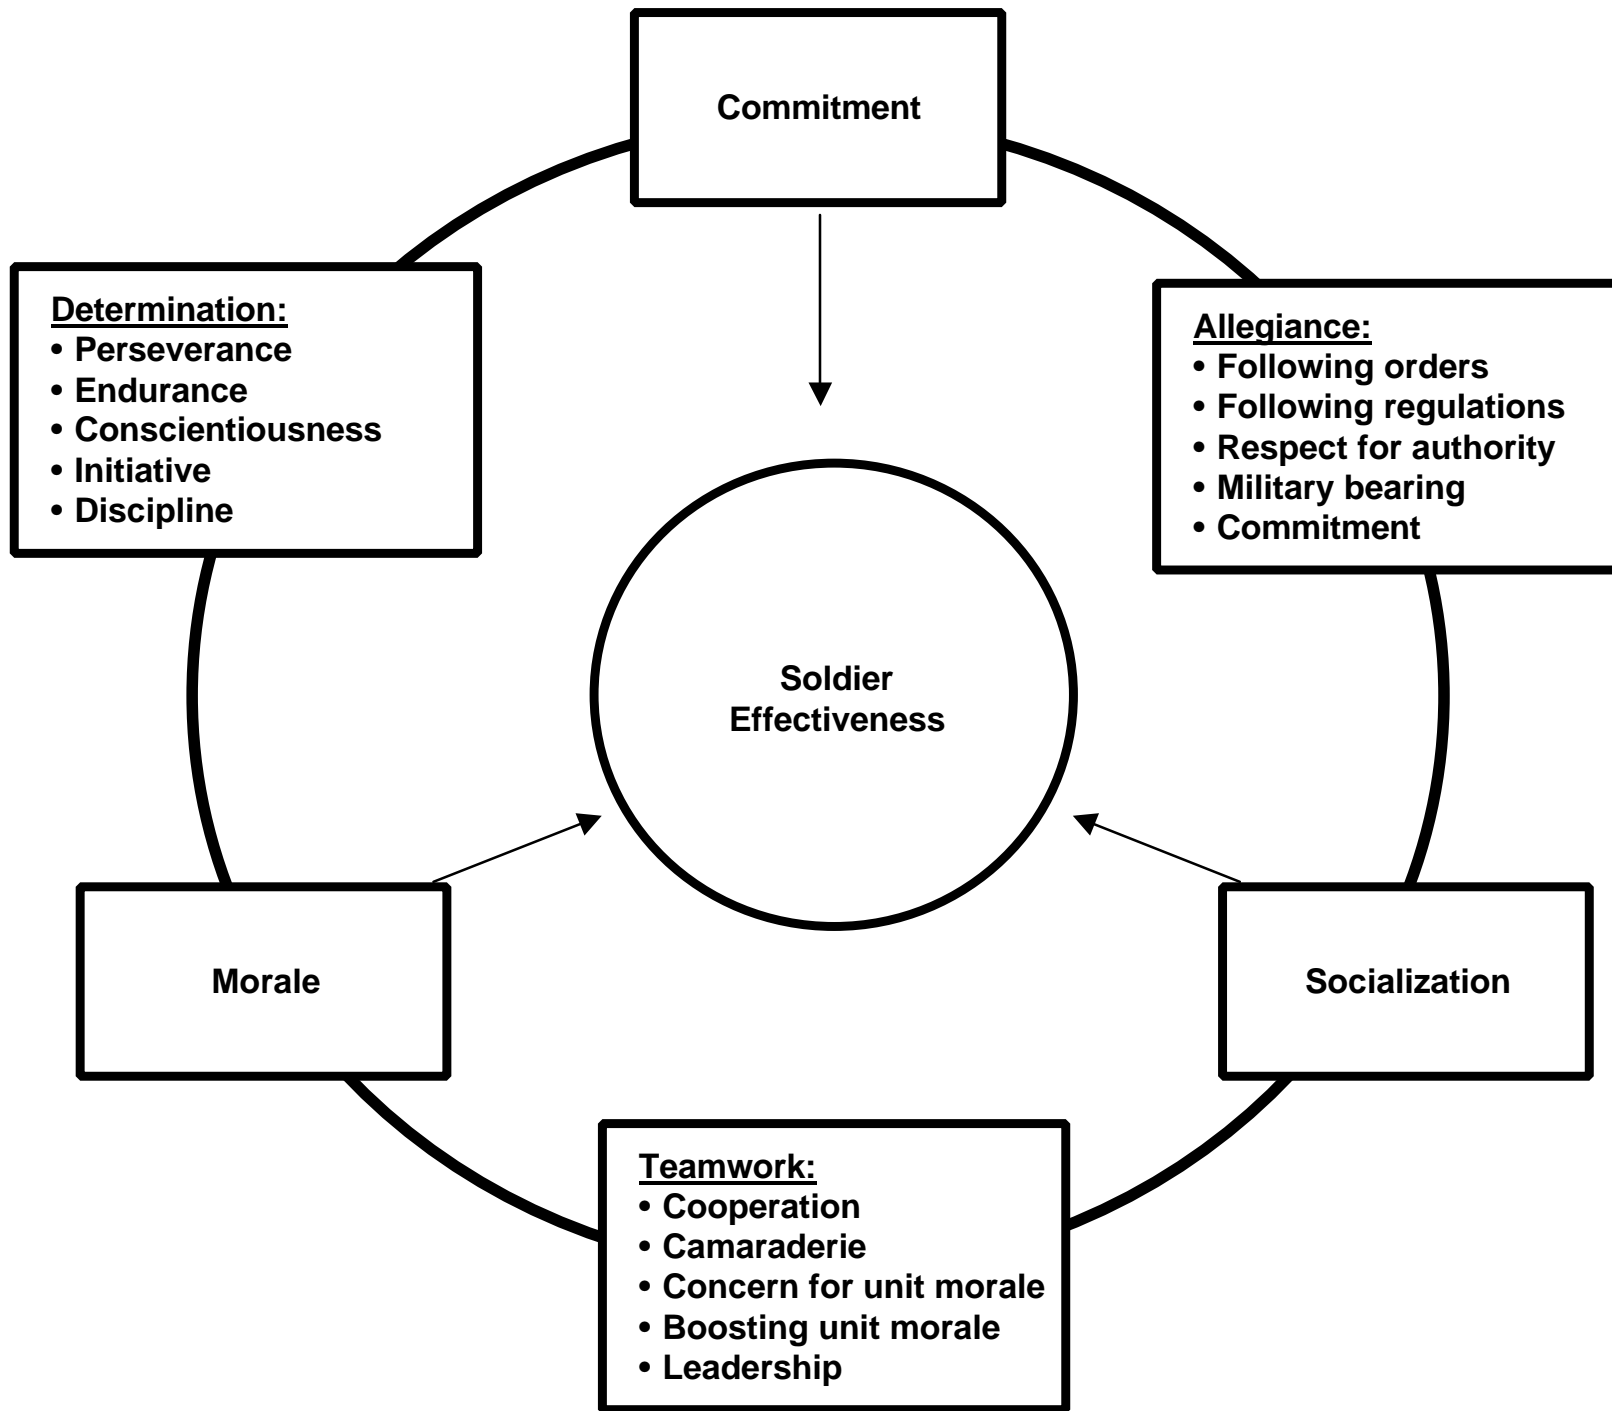 Commitment
Determination:
• Perseverance
• Endurance
• Conscientiousness
• Initiative
• Discipline
Allegiance:
• Following orders
• Following regulations
• Respect for authority
• Military bearing
• Commitment
Soldier
Effectiveness
Morale
Socialization
Teamwork:
• Cooperation
• Camaraderie
• Concern for unit morale
• Boosting unit morale
• Leadership